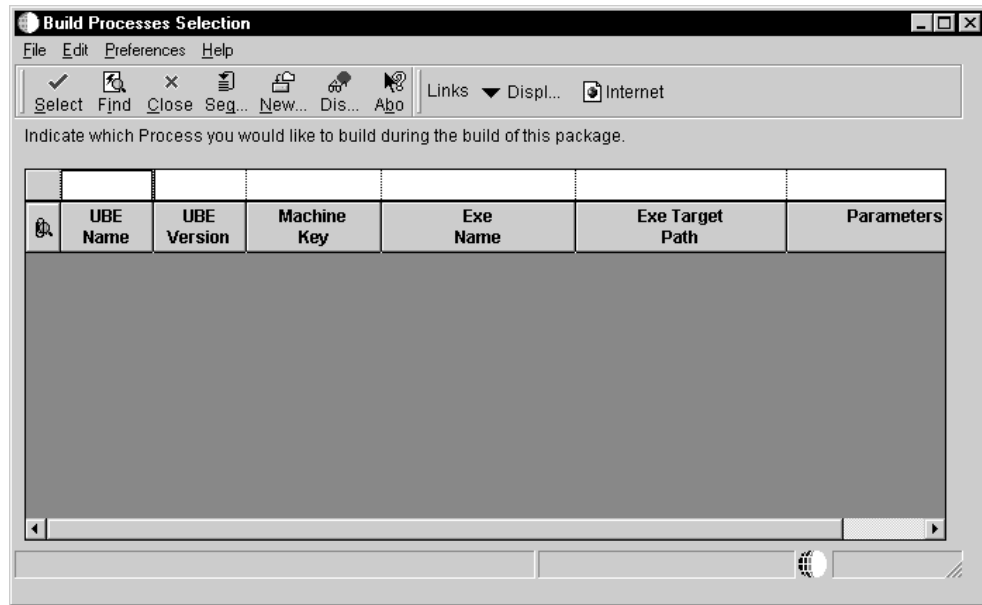 Build Processes Selection
File Edit Preferences Help
Select Find Close Seq... New... Dis... Abo Links Displ... Internet
Indicate which Process you would like to build during the build of this package.
UBE Name UBE Version Machine Key Exe Name Exe Target Path Parameters